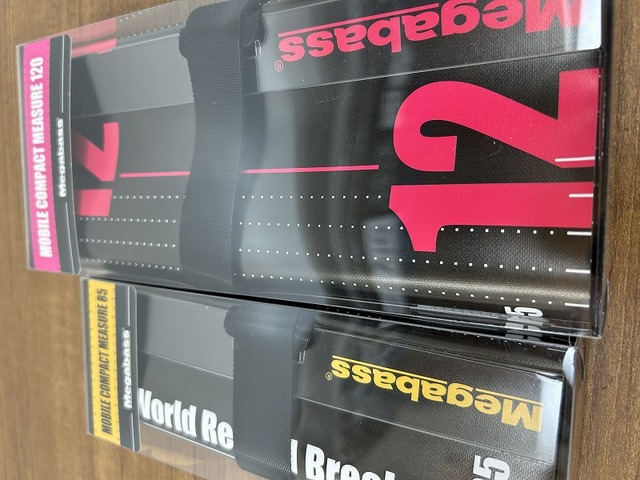 MOBILE COMPACT MEASURE 120
Megabass
12
Megabass®
12
MOBILE COMPACT MEASURE 85
Megabass
World Re
Megabass®